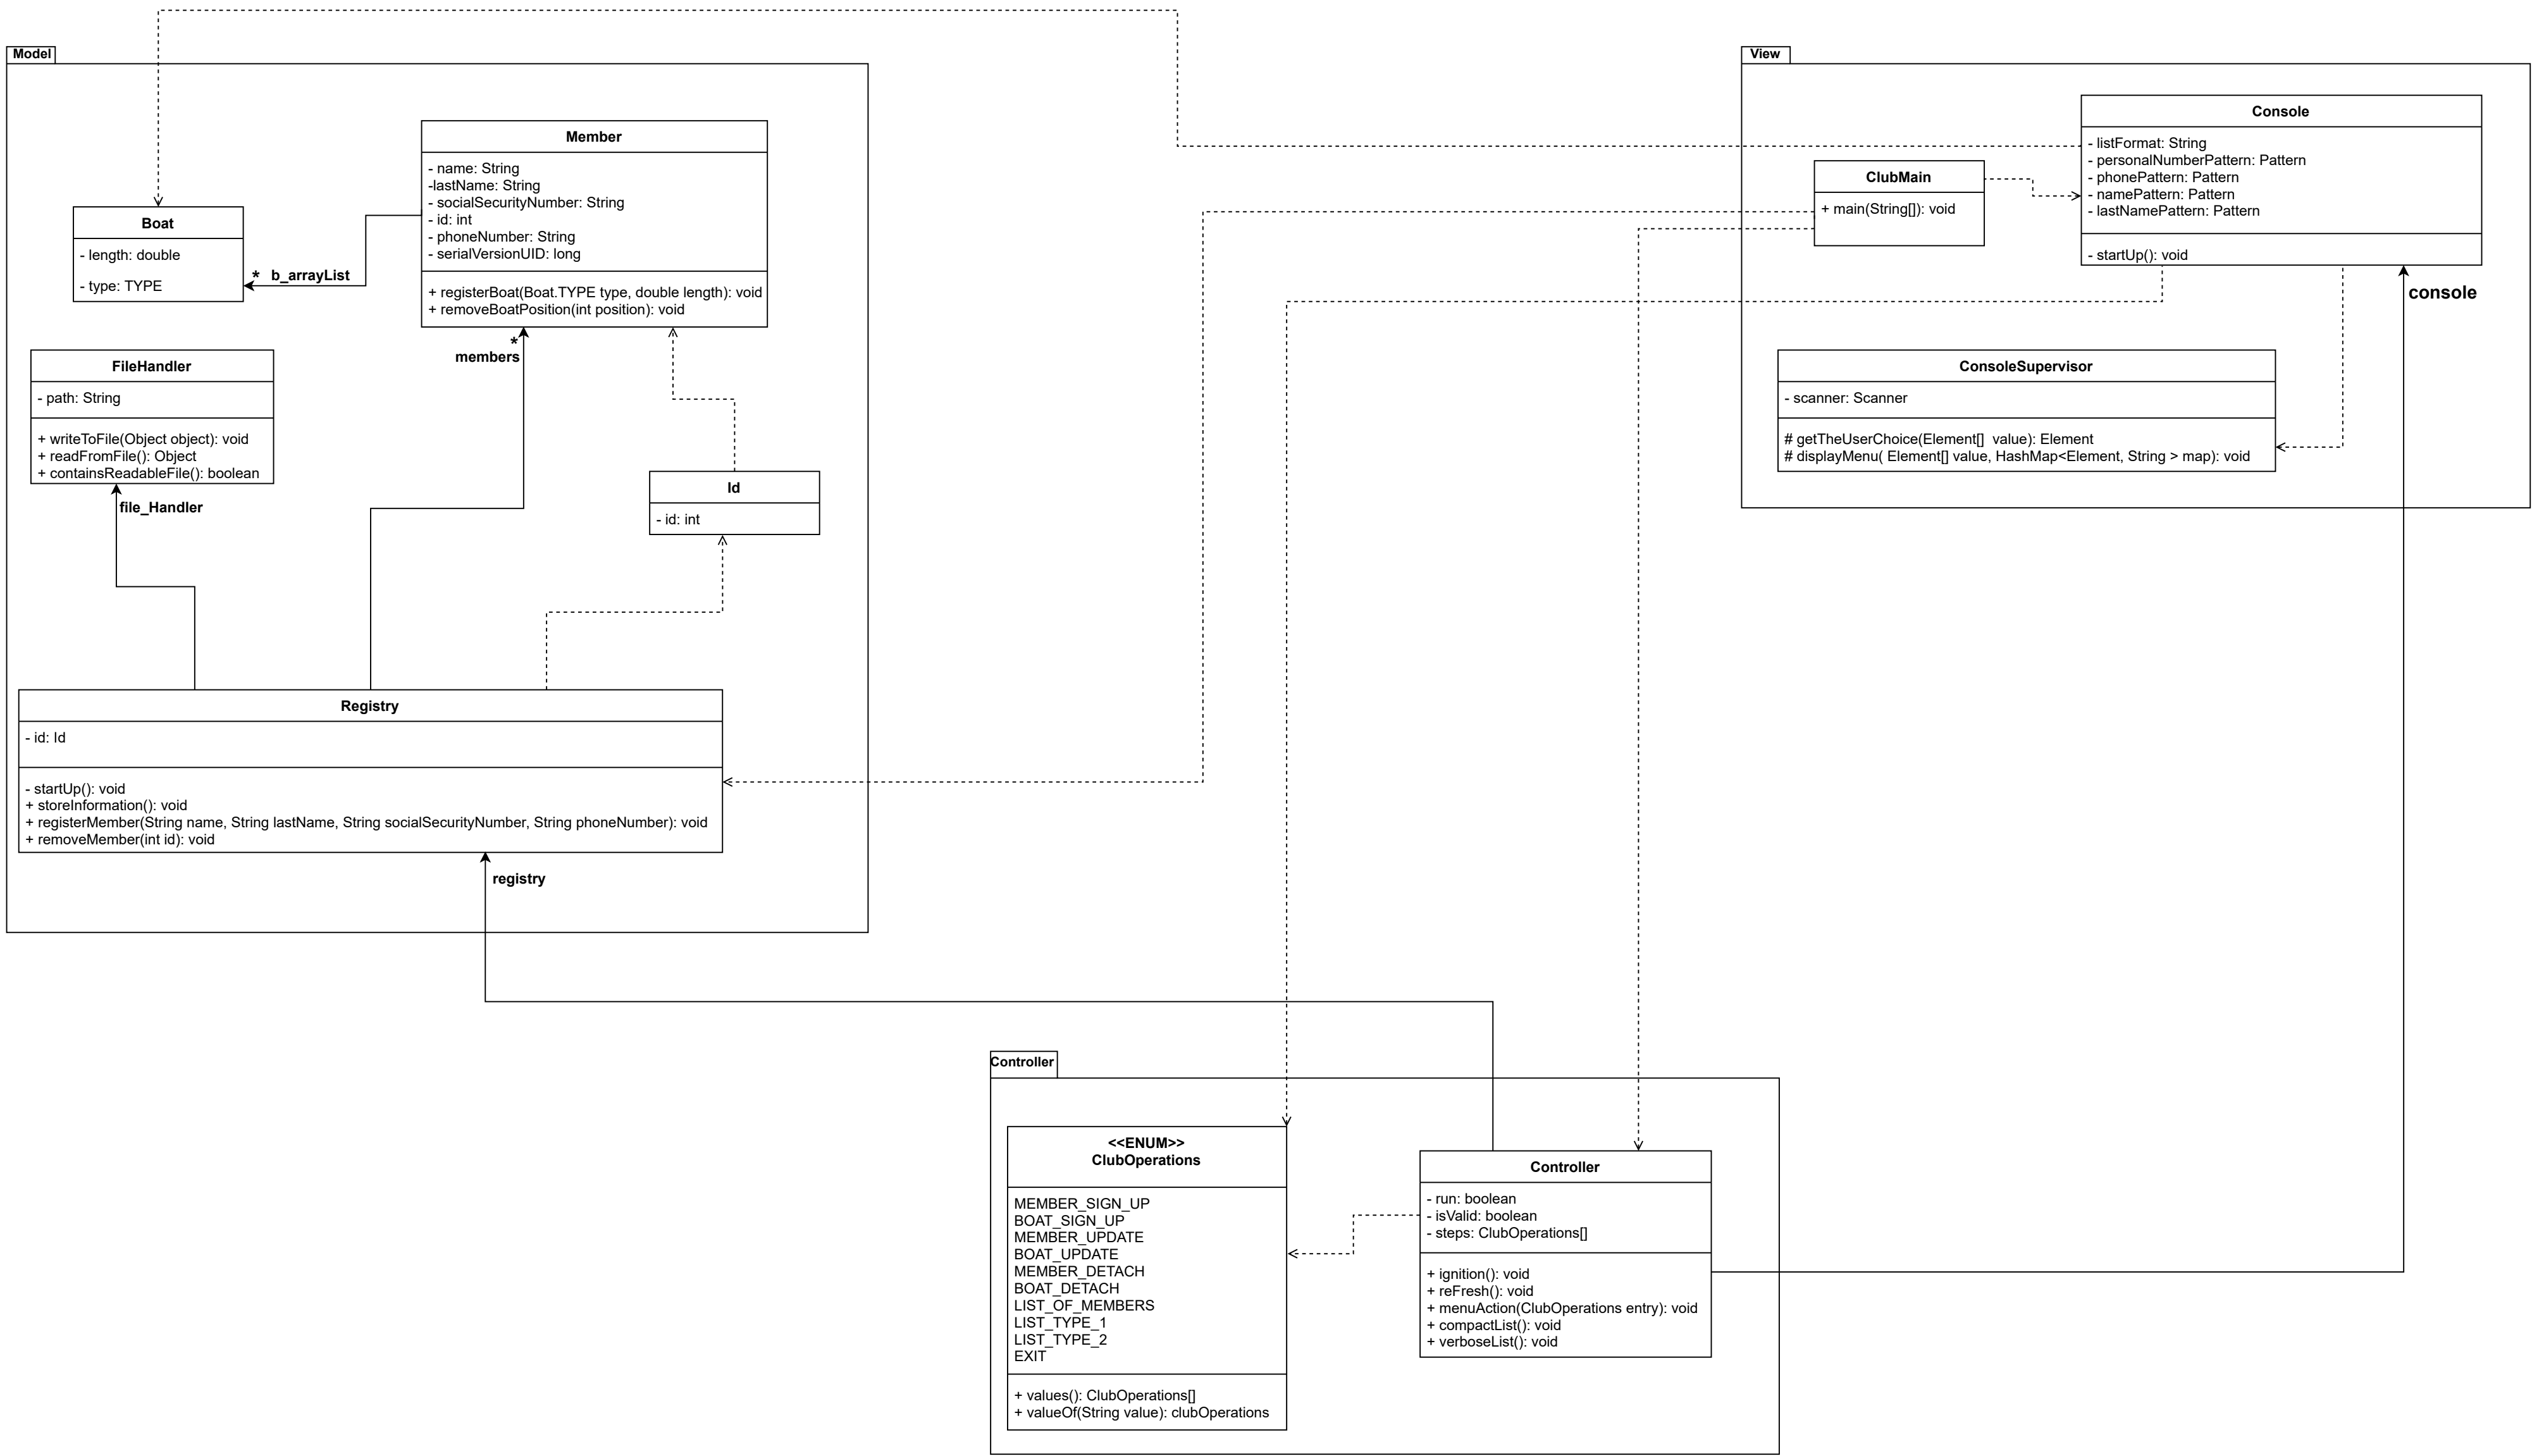 Model
Member
- name: String
-lastName: String
- socialSecurityNumber: String
- id: int
- phoneNumber: String
- serialVersionUID: long
+ registerBoat(Boat.TYPE type, double length): void
+ removeBoatPosition(int position): void
Boat
- length: double
- type: TYPE
* b_arrayList
*
members
FileHandler
- path: String
+ writeToFile(Object object): void
+ readFromFile(): Object
+ containsReadableFile(): boolean
file_Handler
Id
- id: int
Registry
- id: Id
- startUp(): void
+ storeInformation(): void
+ registerMember(String name, String lastName, String socialSecurityNumber, String phoneNumber): void
+ removeMember(int id): void
registry
View
Console
- listFormat: String
- personalNumberPattern: Pattern
- phonePattern: Pattern
- namePattern: Pattern
- lastNamePattern: Pattern
- startUp(): void
ClubMain
+ main(String[]): void
console
ConsoleSupervisor
- scanner: Scanner
# getTheUserChoice(Element[] value): Element
# displayMenu( Element[] value, HashMap<Element, String > map): void
Controller
<<ENUM>>
ClubOperations
MEMBER_SIGN_UP
BOAT_SIGN_UP
MEMBER_UPDATE
BOAT_UPDATE
MEMBER_DETACH
BOAT_DETACH
LIST_OF_MEMBERS
LIST_TYPE_1
LIST_TYPE_2
EXIT
+ values(): ClubOperations[]
+ valueOf(String value): clubOperations
Controller
- run: boolean
- isValid: boolean
- steps: ClubOperations[]
+ ignition(): void
+ reFresh(): void
+ menuAction(ClubOperations entry): void
+ compactList(): void
+ verboseList(): void